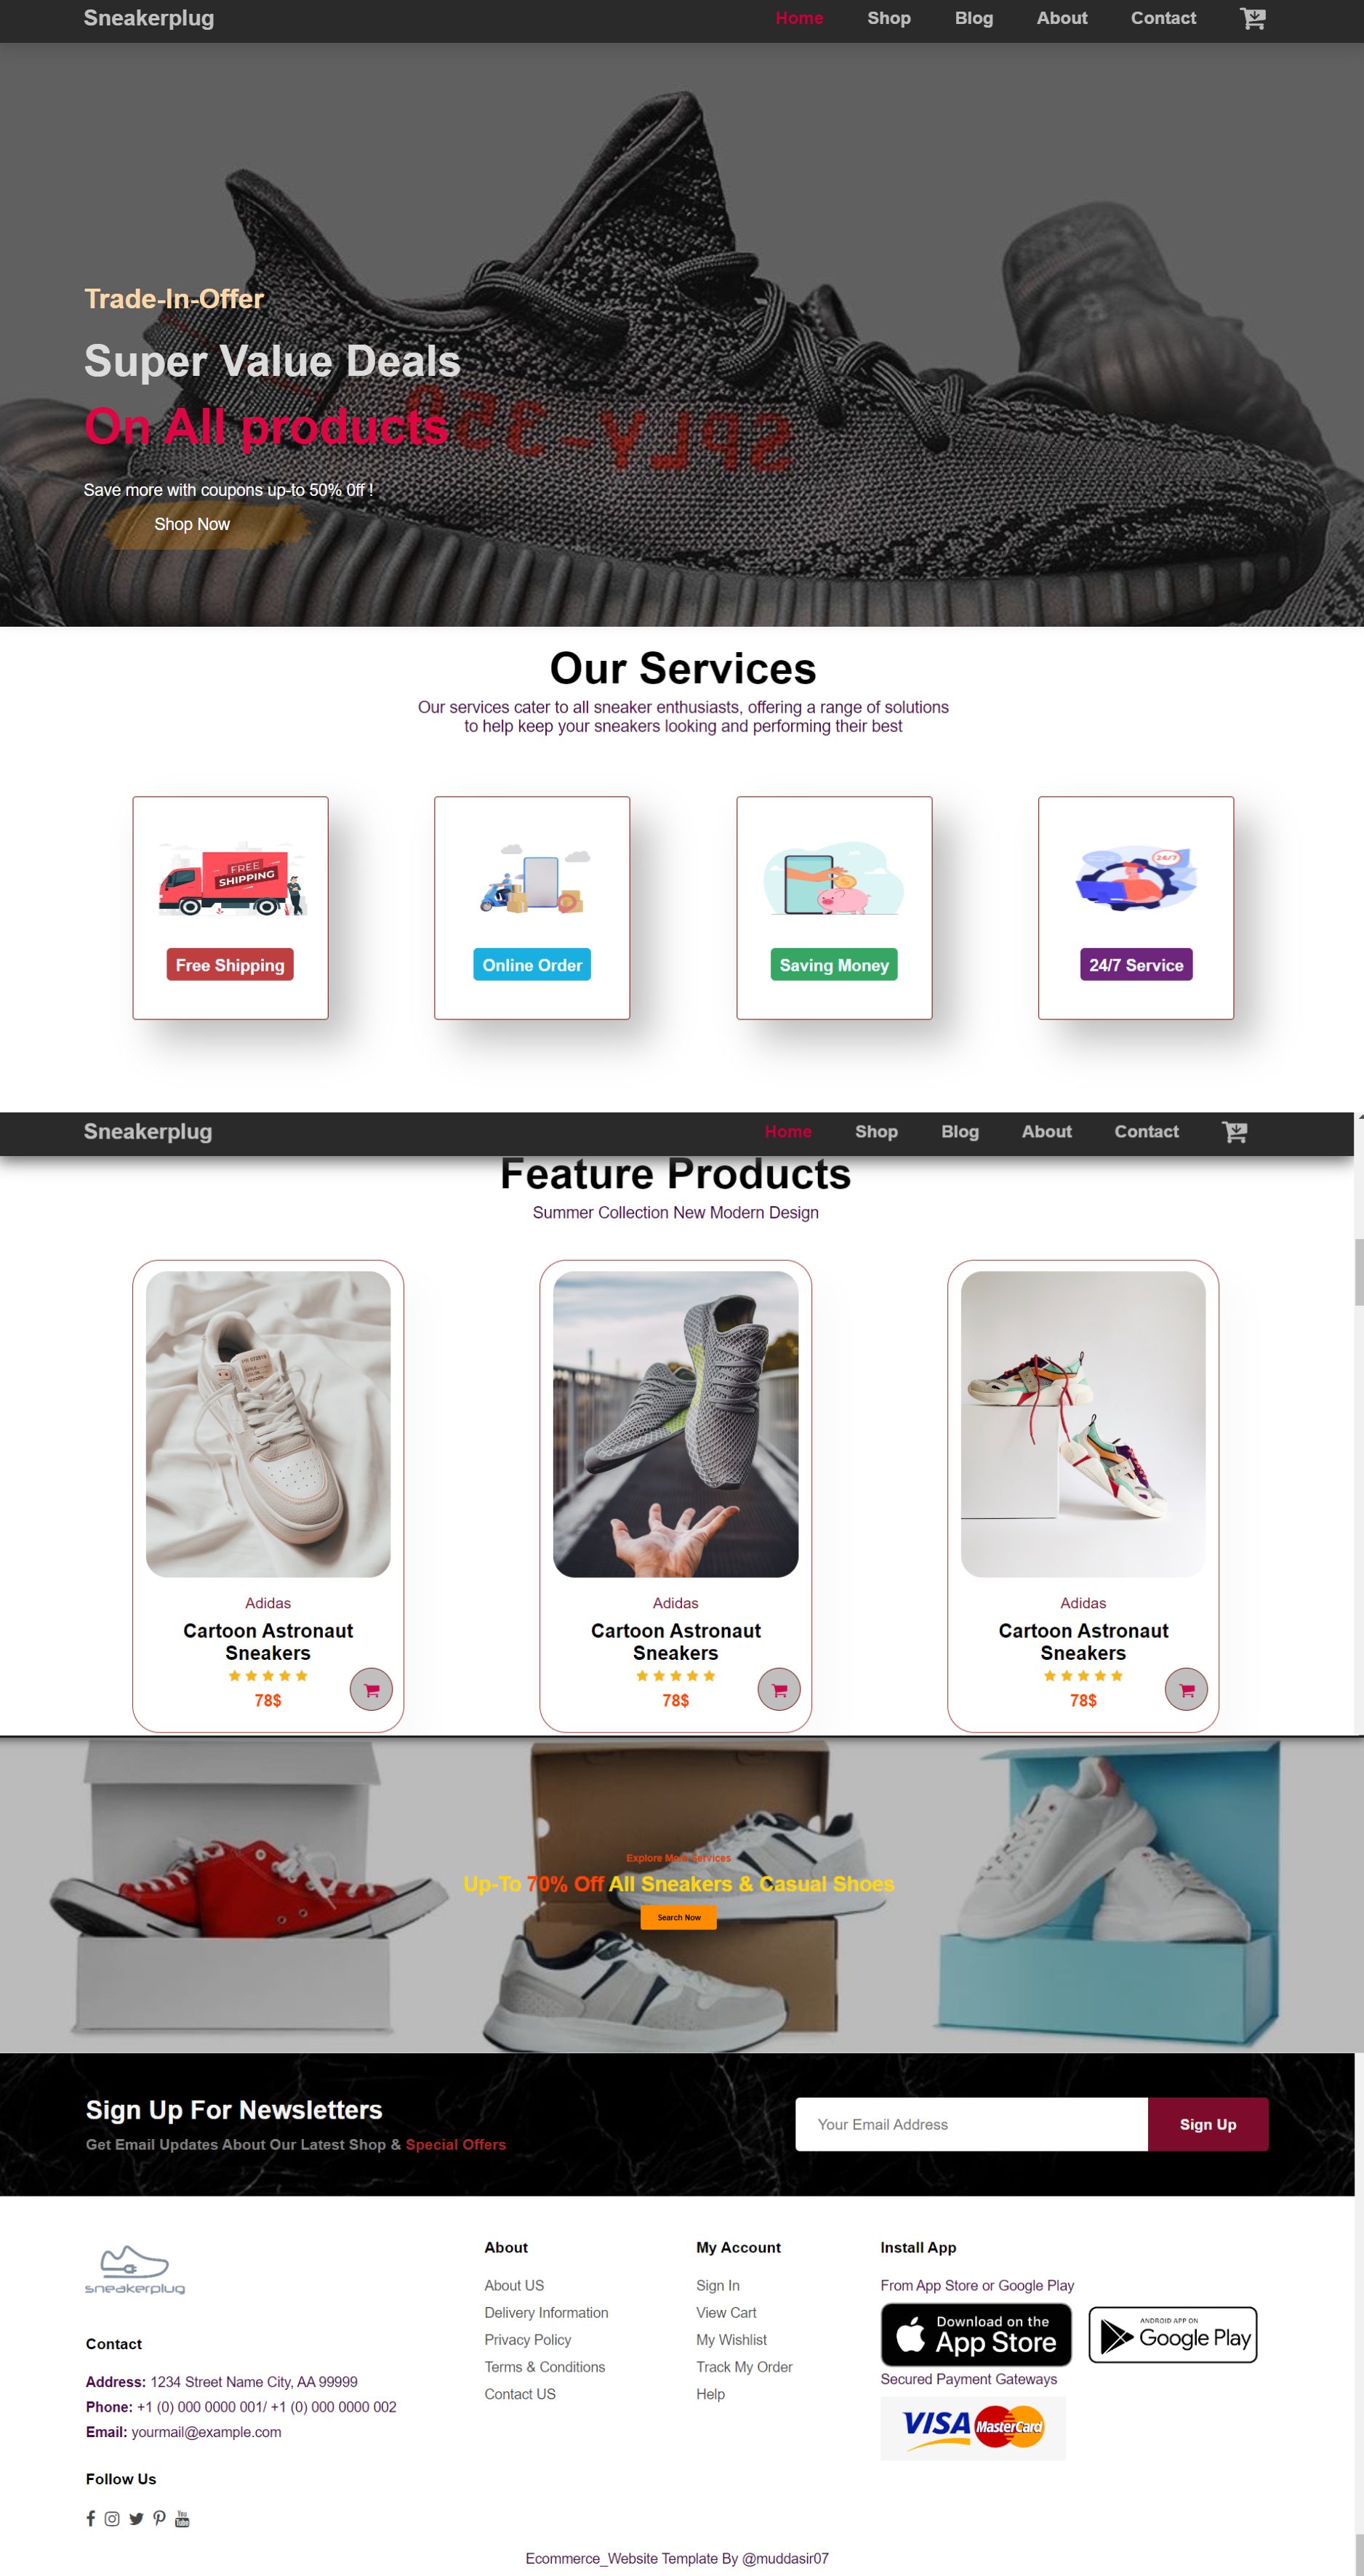 Sneakerplug
Home Shop Blog About Contact
Trade-In-Offer
Super Value Deals
On All products
SPLY-350
Save more with coupons up-to 50% 0ff !
Shop Now
Our Services
Our services cater to all sneaker enthusiasts, offering a range of solutions
to help keep your sneakers looking and performing their best
FREE
SHIPPING
24/7
Free Shipping
Online Order
Saving Money
24/7 Service
Sneakerplug
Home Shop Blog About Contact
Feature Products
Summer Collection New Modern Design
Adidas
Cartoon Astronaut
Sneakers
78$
Adidas
Cartoon Astronaut
Sneakers
78$
Adidas
Cartoon Astronaut
Sneakers
78$
Explore More Services
Up-To 70% Off All Sneakers & Casual Shoes
Search Now
Sign Up For Newsletters
Get Email Updates About Our Latest Shop & Special Offers
Your Email Address
Sign Up
sneakerplug
Contact
Address: 1234 Street Name City, AA 99999
Phone: +1 (0) 000 0000 001/ +1 (0) 000 0000 002
Email: yourmail@example.com
Follow Us
You
Tube
About
About US
Delivery Information
Privacy Policy
Terms & Conditions
Contact US
My Account
Sign In
View Cart
My Wishlist
Track My Order
Help
Install App
From App Store or Google Play
Download on the
App Store
ANDROID APP ON
Google Play
Secured Payment Gateways
VISA
MasterCard
Ecommerce_Website Template By @muddasir07